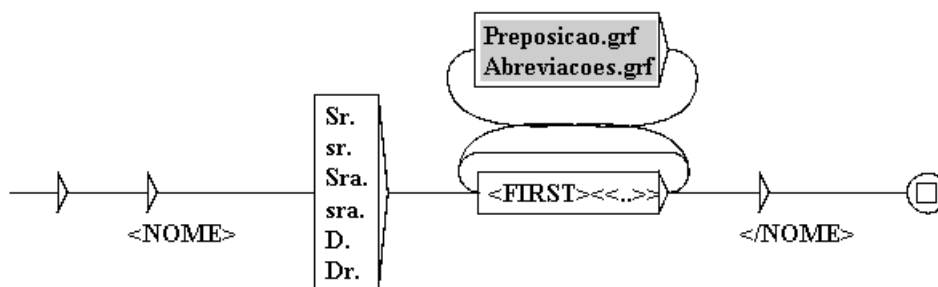 Preposicao.grf
Abreviacoes.grf
Sr.
sr.
Sra.
sra.
D.
Dr.
<FIRST><<..>>
<NOME>
</NOME>